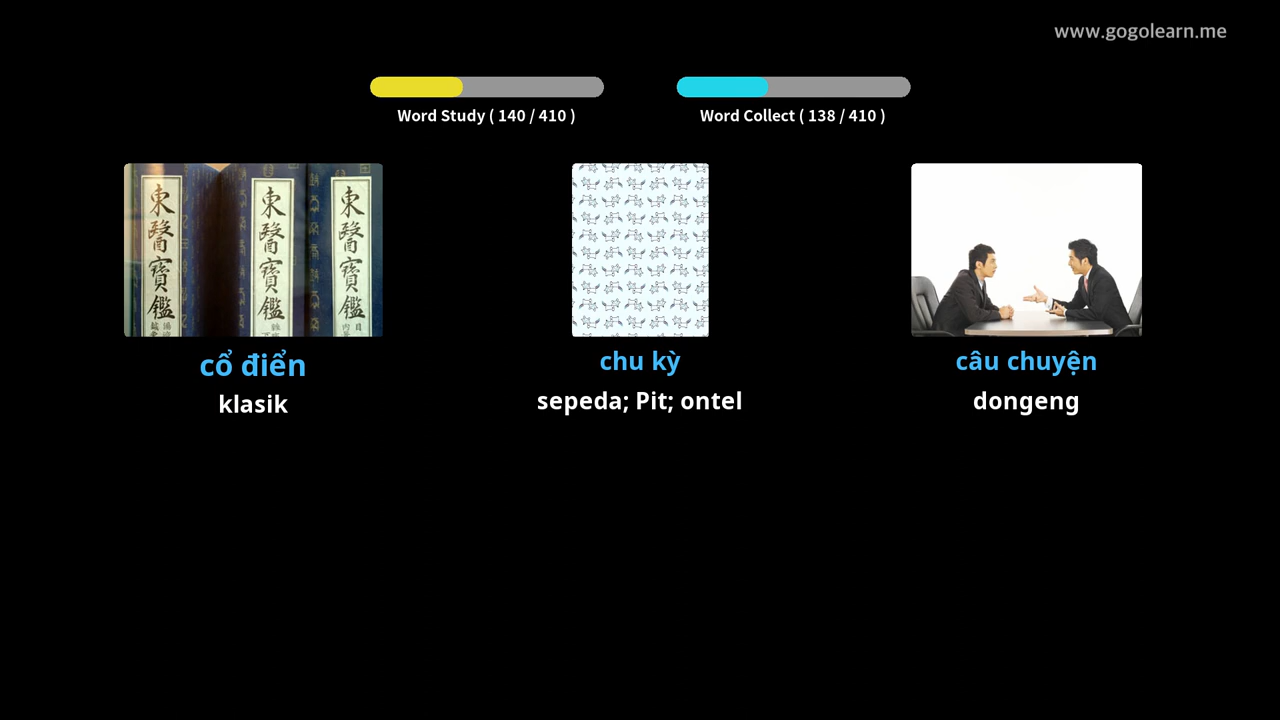 www.gogolearn.me
Word Study ( 140 / 410 )
Word Collect ( 138 / 410 )
東醫寶鑑
東醫寶鑑
東醫寶鑑
cổ điển
klasik
chu kỳ
sepeda; Pit; ontel
câu chuyện
dongeng